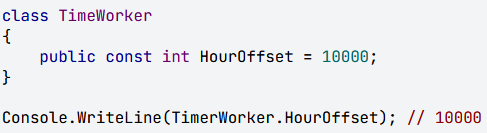 class TimeWorker
{
    public const int HourOffset = 10000;
}

Console.WriteLine(TimerWorker.HourOffset); // 10000